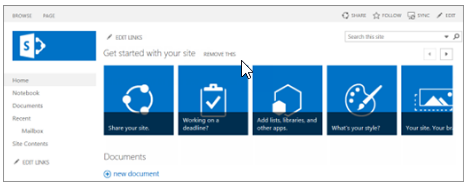 BROWSE PAGE SHARE FOLLOW SYNC EDIT
S
EDIT LINKS Search this site
Get started with your site REMOVE THIS
Home
Notebook
Documents
Recent
Mailbox
Site Contents
EDIT LINKS
Share your site.
Working on a
deadline?
Add lists, libraries, and
other apps.
What's your style?
Your site. Your br
Documents
new document